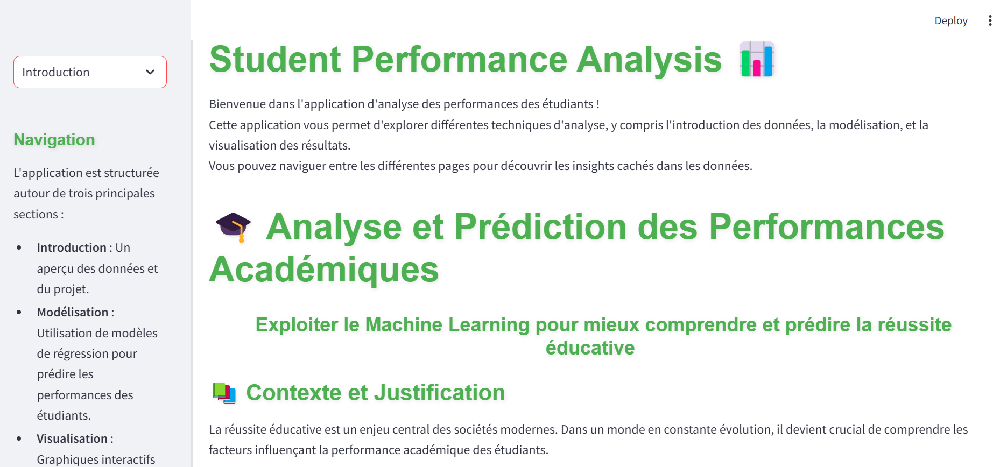 Deploy
Introduction
Navigation
L'application est structurée
autour de trois principales
sections :
Introduction : Un
aperçu des données et
du projet.
Modélisation :
Utilisation de modèles
de régression pour
prédire les
performances des
étudiants.
Visualisation :
Graphiques interactifs
Student Performance Analysis
Bienvenue dans l'application d'analyse des performances des étudiants !
Cette application vous permet d'explorer différentes techniques d'analyse, y compris l'introduction des données, la modélisation, et la
visualisation des résultats.
Vous pouvez naviguer entre les différentes pages pour découvrir les insights cachés dans les données.
Analyse et Prédiction des Performances
Académiques
Exploiter le Machine Learning pour mieux comprendre et prédire la réussite
éducative
Contexte et Justification
La réussite éducative est un enjeu central des sociétés modernes. Dans un monde en constante évolution, il devient crucial de comprendre les
facteurs influençant la performance académique des étudiants.